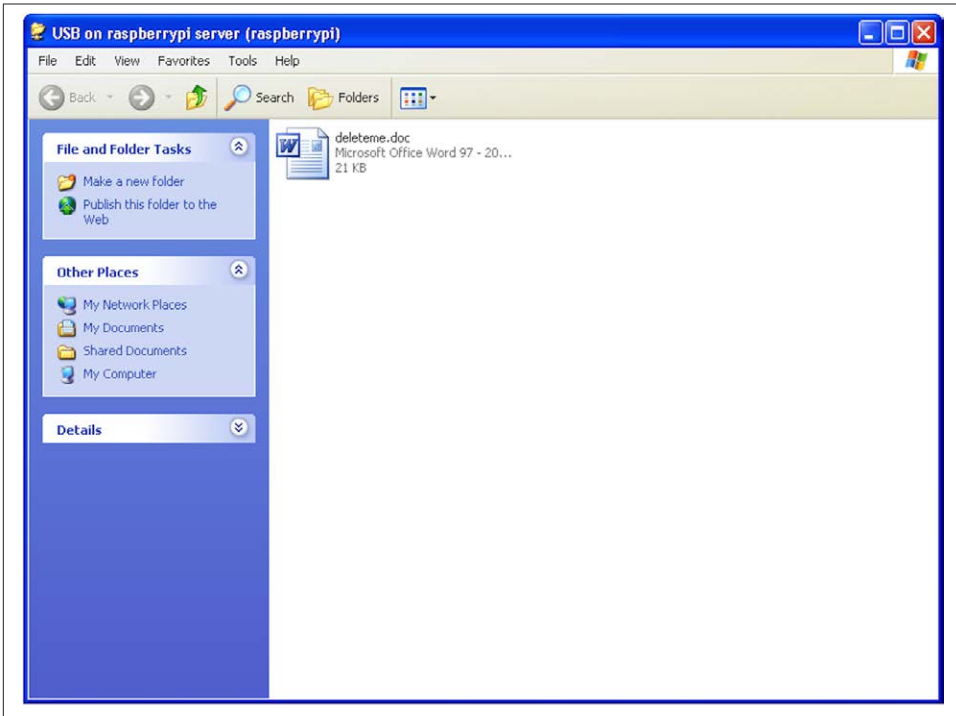 USB on raspberrypi server (raspberrypi)
File Edit View Favorites Tools Help
Back Search Folders
File and Folder Tasks
Make a new folder
Publish this folder to the
Web
Other Places
My Network Places
My Documents
Shared Documents
My Computer
Details
deleteme.doc
Microsoft Office Word 97 - 20...
21 KB